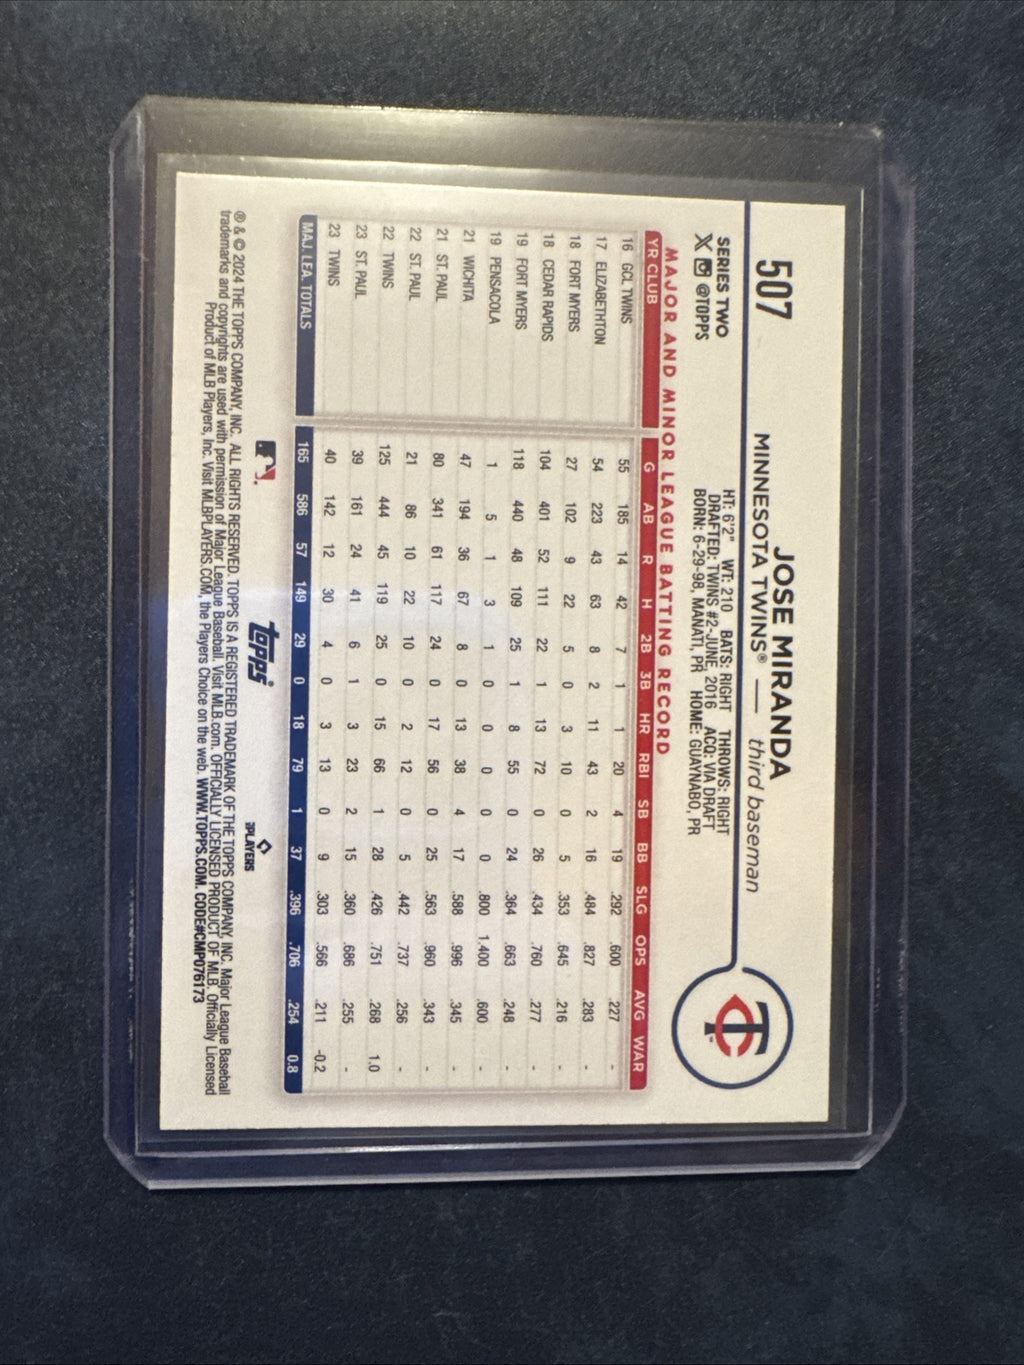 507
JOSE MIRANDA
MINNESOTA TWINS® — third baseman
SERIES TWO
X @TOPPS
HT: 6'2" WT: 210 BATS: RIGHT THROWS: RIGHT
DRAFTED: TWINS #2-JUNE, 2016 ACQ: VIA DRAFT
BORN: 6-29-98, MANATI, PR HOME: GUAYNABO, PR
TC
MAJOR AND MINOR LEAGUE BATTING RECORD
YR CLUB G AB R H 2B 3B HR RBI SB BB SLG OPS AVG WAR
16 GCL TWINS 55 185 14 42 7 1 1 20 4 19 .292 .600 .227 -
17 ELIZABETHTON 54 223 43 63 8 2 11 43 2 16 .484 .827 .283 -
18 FORT MYERS 27 102 9 22 5 0 3 10 0 5 .353 .645 .216 -
18 CEDAR RAPIDS 104 401 52 111 22 1 13 72 0 26 .434 .760 .277 -
19 FORT MYERS 118 440 48 109 25 1 8 55 0 24 .364 .663 .248 -
19 PENSACOLA 1 5 1 3 1 0 0 0 0 0 .800 1.400 .600 -
21 WICHITA 47 194 36 67 8 0 13 38 4 17 .588 .996 .345 -
21 ST. PAUL 80 341 61 117 24 0 17 56 0 25 .563 .960 .343 -
22 ST. PAUL 21 86 10 22 10 0 2 12 0 5 .442 .737 .256 -
22 TWINS 125 444 45 119 25 0 15 66 1 28 .426 .751 .268 1.0
23 ST. PAUL 39 161 24 41 6 1 3 23 2 15 .360 .686 .255 -
23 TWINS 40 142 12 30 4 0 3 13 0 9 .303 .566 .211 -0.2
MAJ. LEA. TOTALS 165 586 57 149 29 0 18 79 1 37 .396 .706 .254 0.8
topps®
PLAYERS
® & © 2024 THE TOPPS COMPANY, INC. ALL RIGHTS RESERVED. TOPPS IS A REGISTERED TRADEMARK OF THE TOPPS COMPANY, INC. Major League Baseball
trademarks and copyrights are used with permission of Major League Baseball. Visit MLB.com. OFFICIALLY LICENSED PRODUCT OF MLB. Officially Licensed
Product of MLB Players, Inc. Visit MLBPLAYERS.COM, the Players Choice on the web. WWW.TOPPS.COM. CODE#CMP076173